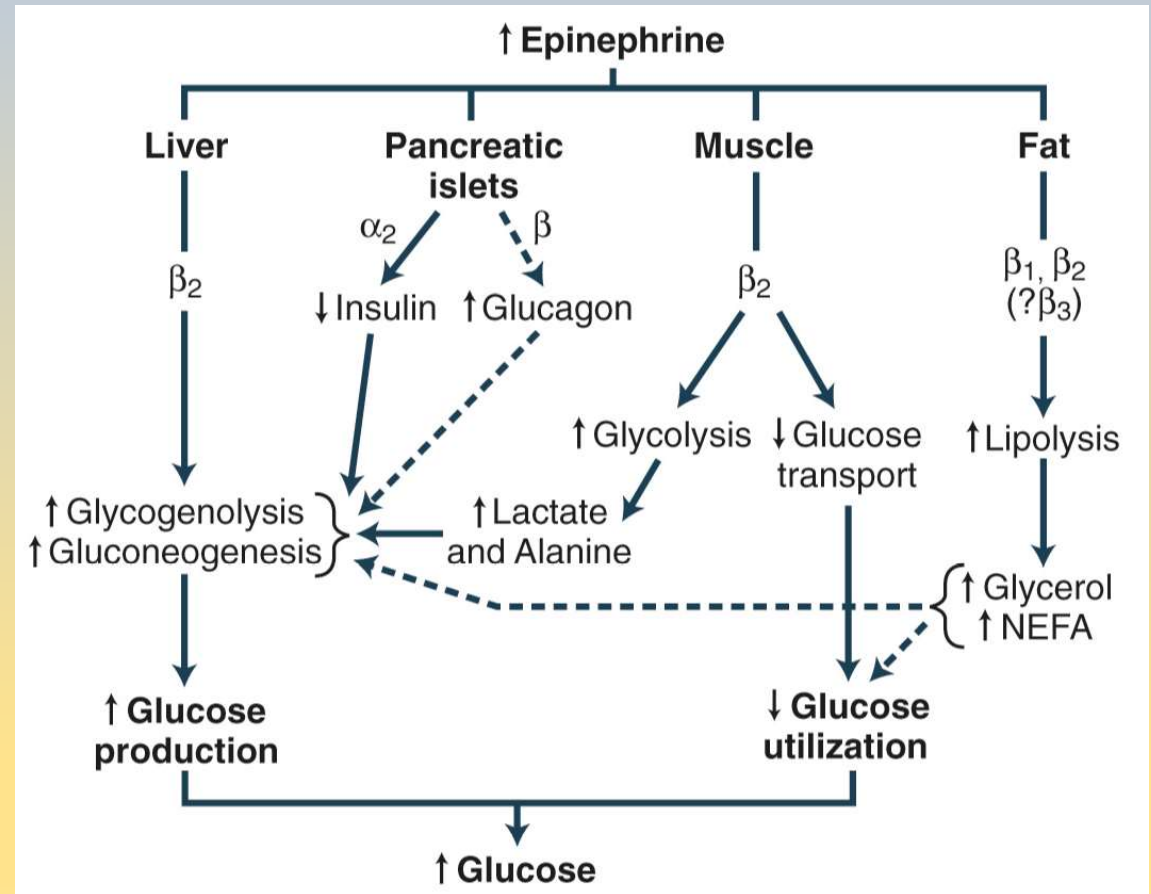 ↑ Epinephrine
Liver
Pancreatic
islets
Muscle
Fat
α2
β
β2
β2
β1, β2
(?β3)
↓ Insulin
↑ Glucagon
↑ Glycolysis
↓ Glucose
transport
↑ Lipolysis
↑ Glycogenolysis
↑ Gluconeogenesis
↑ Lactate
and Alanine
↑ Glycerol
↑ NEFA
↑ Glucose
production
↓ Glucose
utilization
↑ Glucose